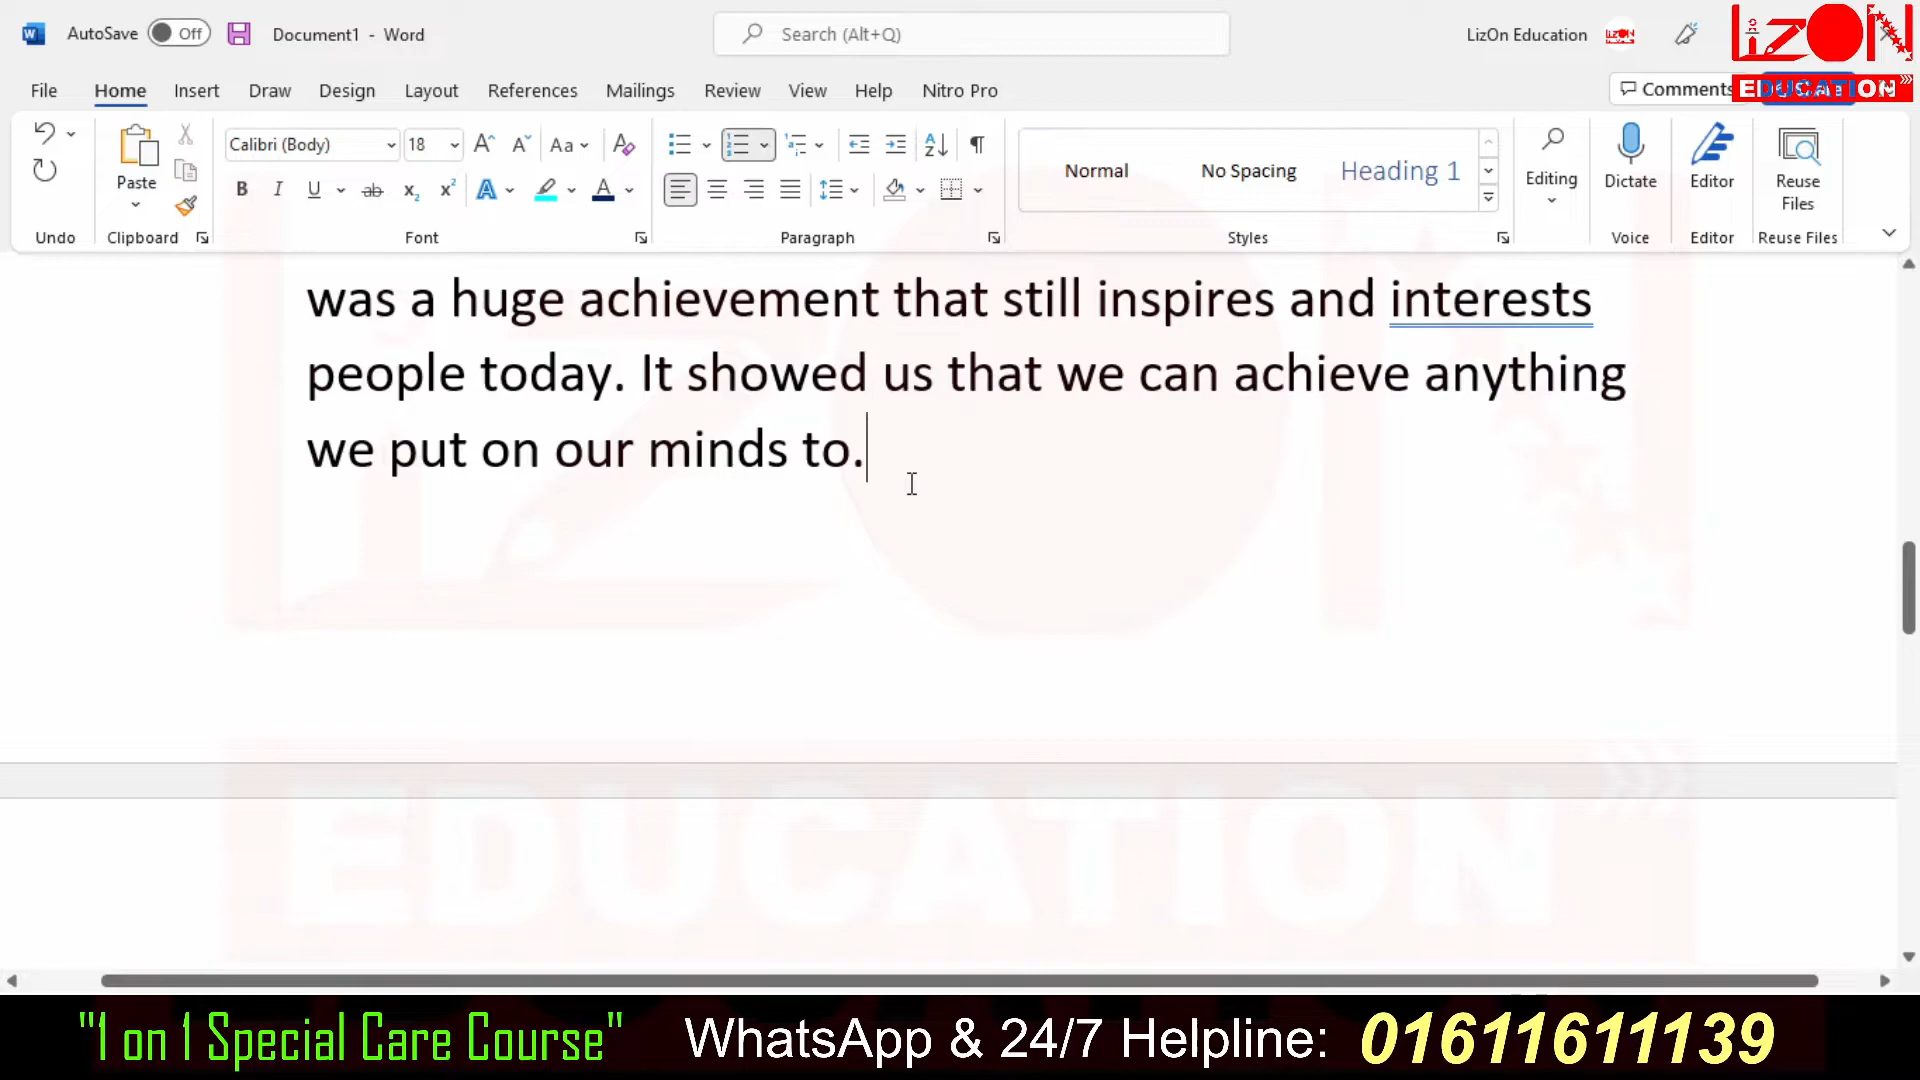 AutoSave Off Document1 - Word Search (Alt+Q) LizOn Education LizON
EDUCATION
File Home Insert Draw Design Layout References Mailings Review View Help Nitro Pro Comments
Calibri (Body) 18 Aa
Paste
Normal No Spacing Heading 1
Editing Dictate Editor Reuse Files
Undo Clipboard Font Paragraph Styles Voice Editor Reuse Files
was a huge achievement that still inspires and interests
people today. It showed us that we can achieve anything
we put on our minds to.
EDUCATION
"1 on 1 Special Care Course" WhatsApp & 24/7 Helpline: 01611611139